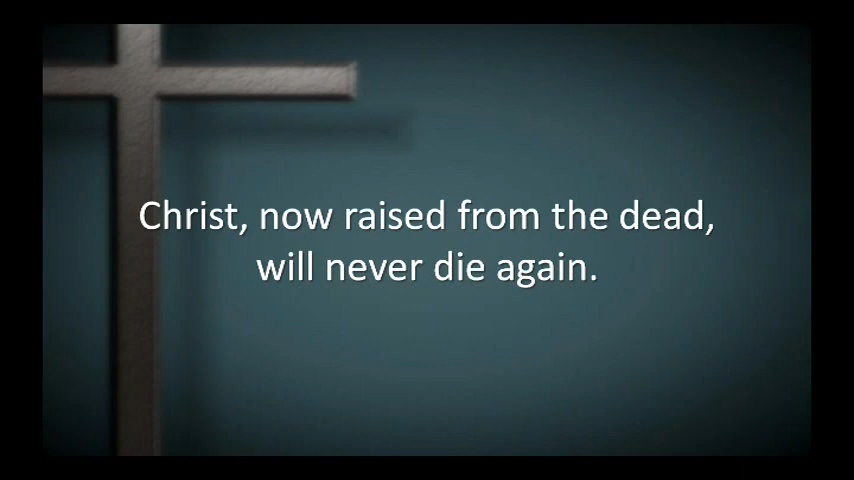 Christ, now raised from the dead,
will never die again.